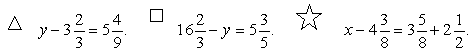 △ y-3 2/3 = 5 4/9. □ 16 2/3 - y = 5 3/5. ☆ x-4 3/8 = 3 5/8 + 2 1/2.